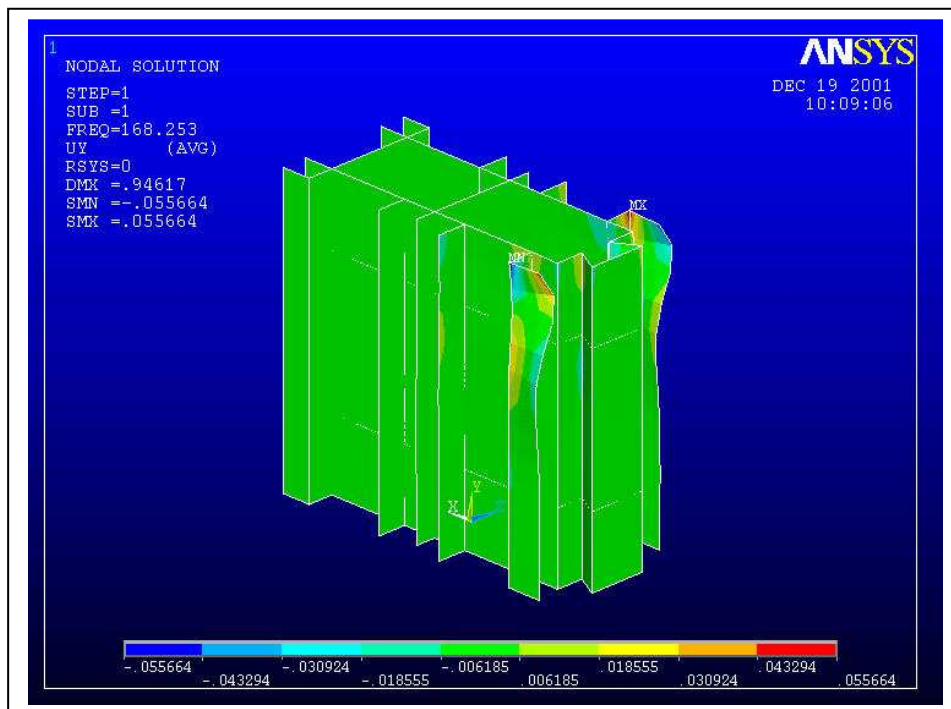 1
NODAL SOLUTION
STEP=1
SUB =1
FREQ=168.253
UY (AVG)
RSYS=0
DMX =.94617
SMN =-.055664
SMX =.055664
ANSYS
DEC 19 2001
10:09:06
MX
MN
Y
X Z
-.055664 -.030924 -.006185 .018555 .043294
-.043294 -.018555 .006185 .030924 .055664